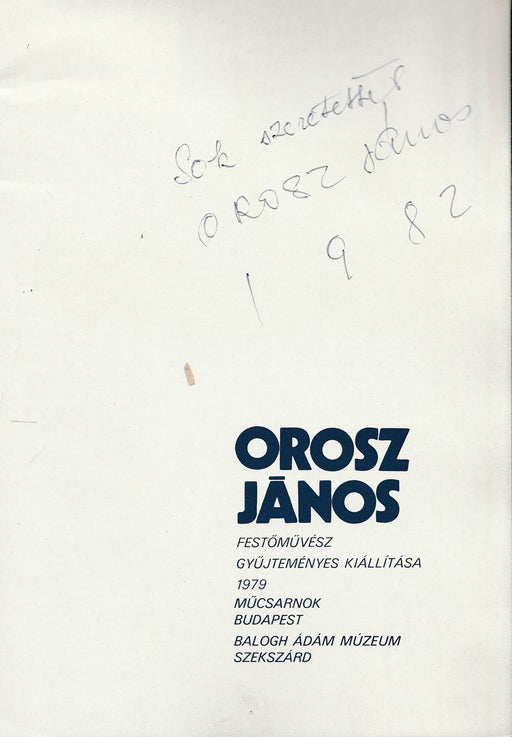 Sok szeretettel
OROSZ János
1982
OROSZ
JÁNOS
FESTŐMŰVÉSZ
GYŰJTEMÉNYES KIÁLLÍTÁSA
1979
MŰCSARNOK
BUDAPEST
BALOGH ÁDÁM MÚZEUM
SZEKSZÁRD